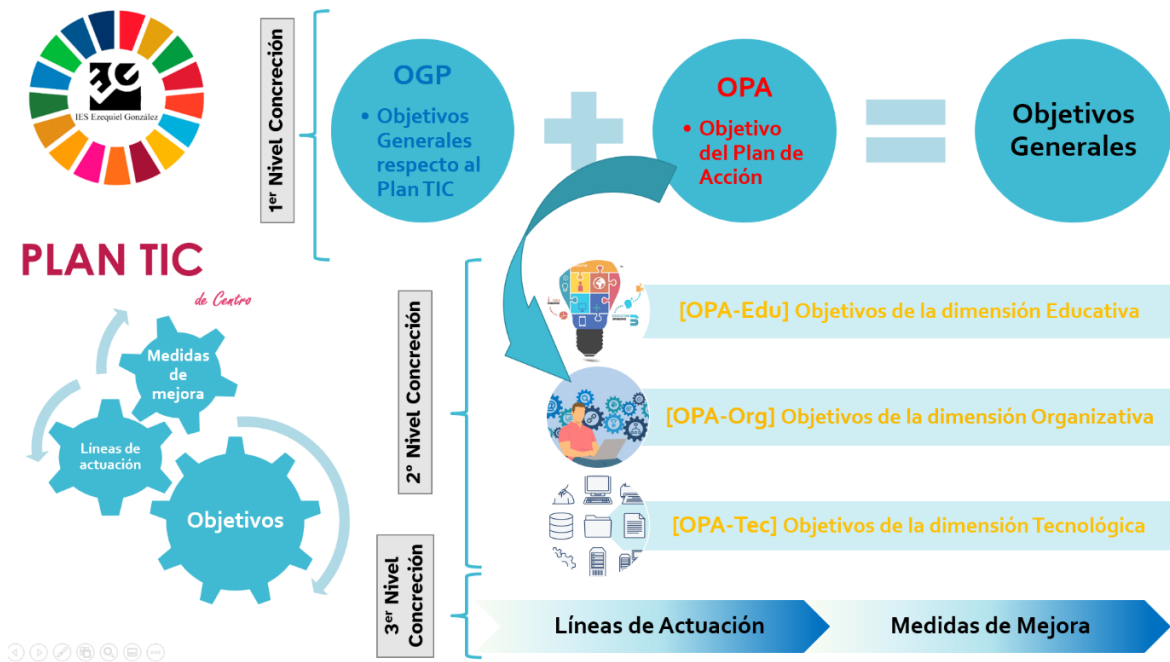 IES Ezequiel González
PLAN TIC
de Centro
Medidas
de
mejora
Líneas de
actuación
Objetivos
1er Nivel Concreción
OGP
• Objetivos
Generales
respecto al
Plan TIC
OPA
• Objetivo
del Plan de
Acción
Objetivos
Generales
2º Nivel Concreción
[OPA-Edu] Objetivos de la dimensión Educativa
[OPA-Org] Objetivos de la dimensión Organizativa
[OPA-Tec] Objetivos de la dimensión Tecnológica
3er Nivel
Concreción
Líneas de Actuación
Medidas de Mejora